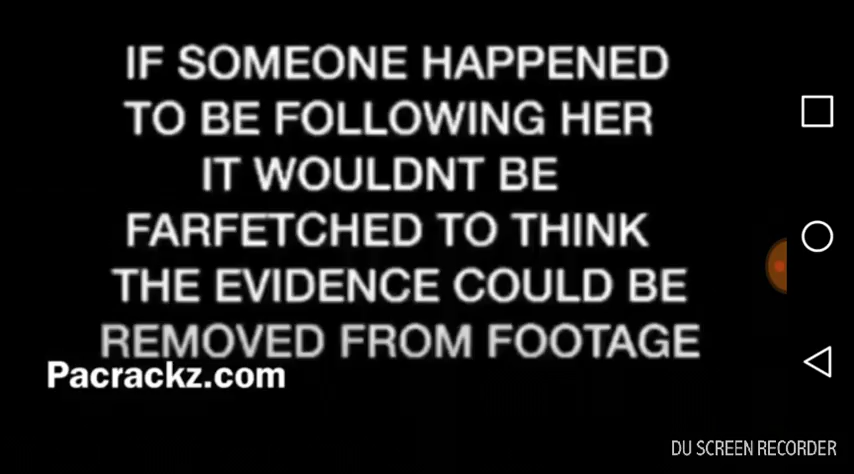 IF SOMEONE HAPPENED
TO BE FOLLOWING HER
IT WOULDNT BE
FARFETCHED TO THINK
THE EVIDENCE COULD BE
REMOVED FROM FOOTAGE
Pacrackz.com
DU SCREEN RECORDER